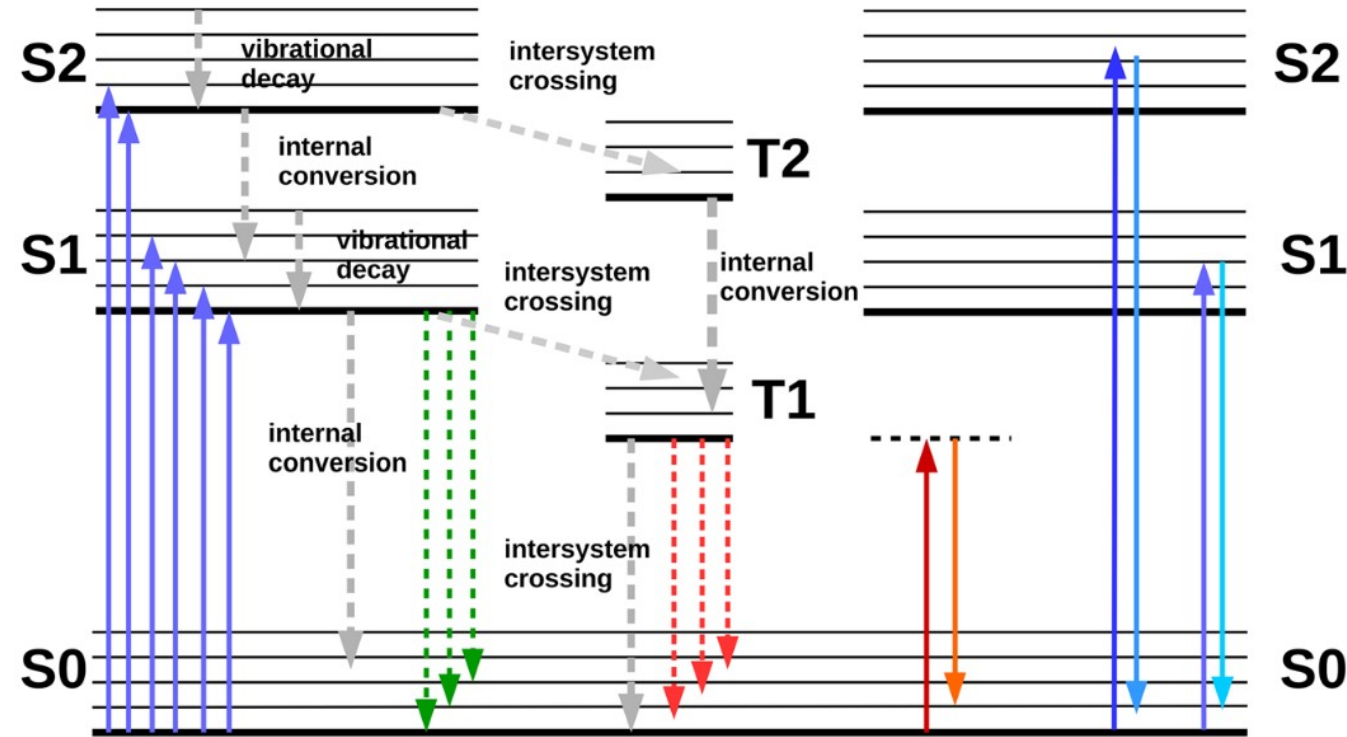 S2
vibrational
decay
intersystem
crossing
S2
internal
conversion
T2
S1
vibrational
decay
intersystem
crossing
internal
conversion
S1
T1
internal
conversion
intersystem
crossing
S0
S0